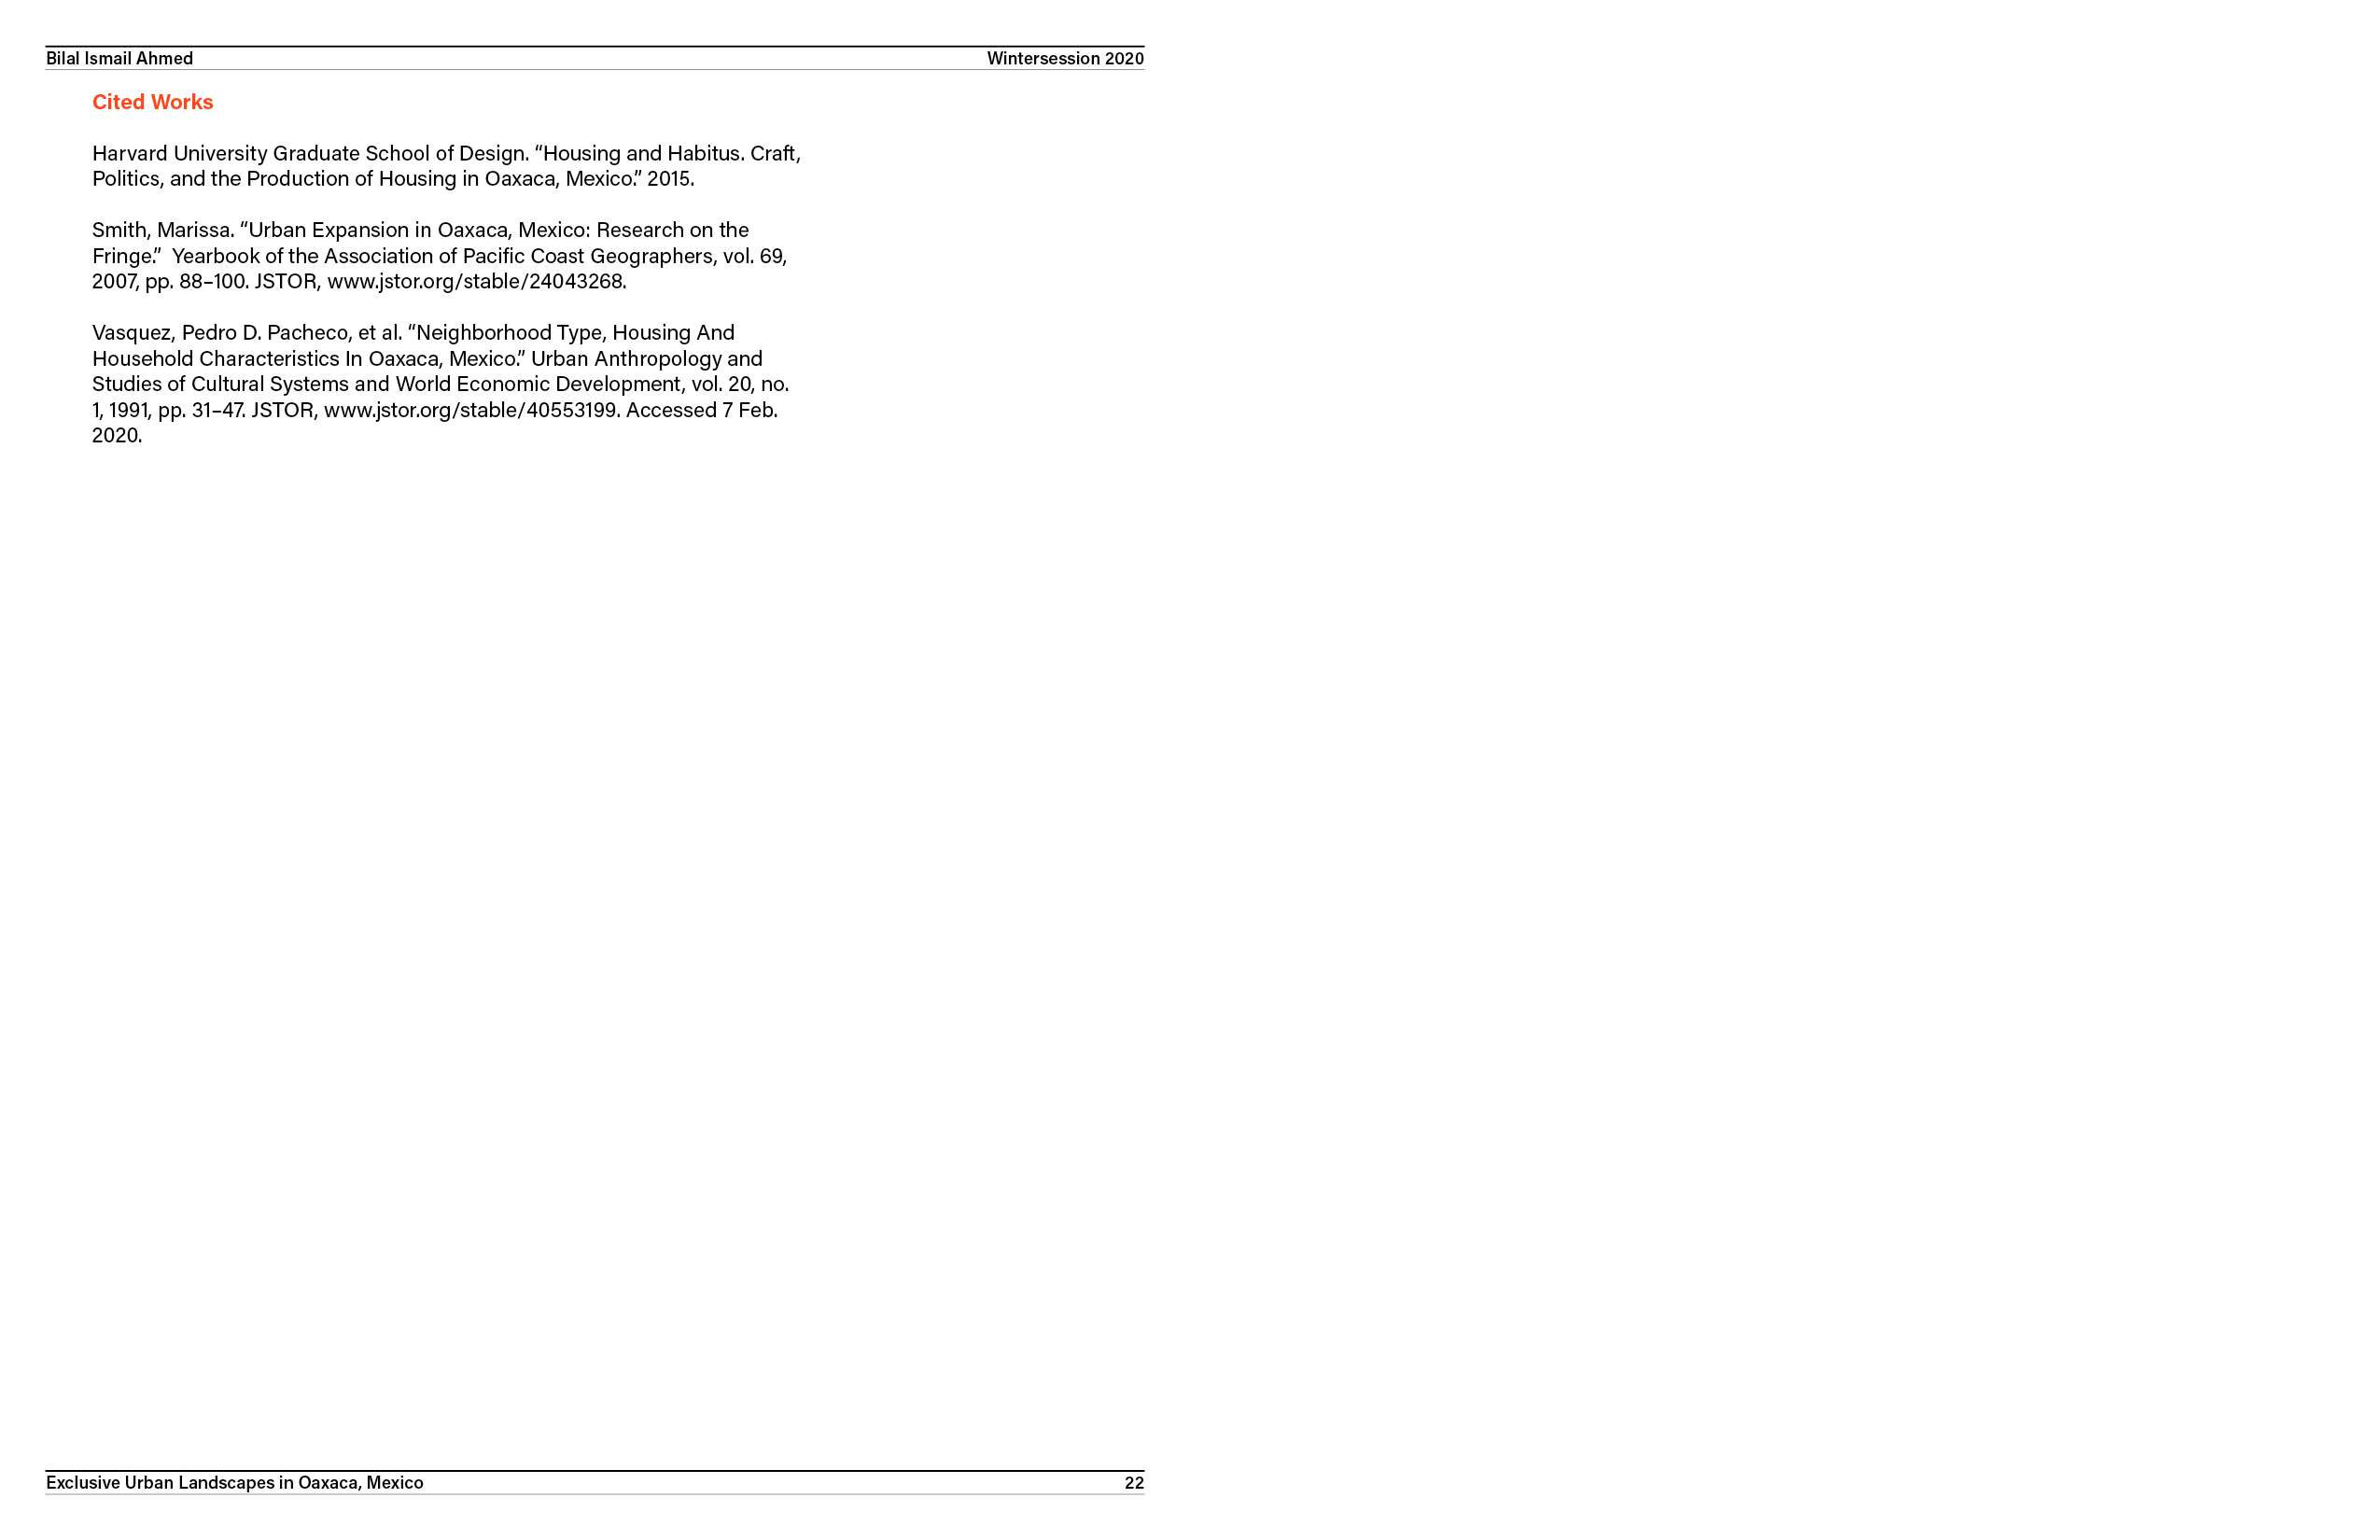 Bilal Ismail Ahmed
Wintersession 2020
Cited Works
Harvard University Graduate School of Design. “Housing and Habitus. Craft,
Politics, and the Production of Housing in Oaxaca, Mexico.” 2015.
Smith, Marissa. “Urban Expansion in Oaxaca, Mexico: Research on the
Fringe.”  Yearbook of the Association of Pacific Coast Geographers, vol. 69,
2007, pp. 88–100. JSTOR, www.jstor.org/stable/24043268.
Vasquez, Pedro D. Pacheco, et al. “Neighborhood Type, Housing And
Household Characteristics In Oaxaca, Mexico.” Urban Anthropology and
Studies of Cultural Systems and World Economic Development, vol. 20, no.
1, 1991, pp. 31–47. JSTOR, www.jstor.org/stable/40553199. Accessed 7 Feb.
2020.
Exclusive Urban Landscapes in Oaxaca, Mexico
22